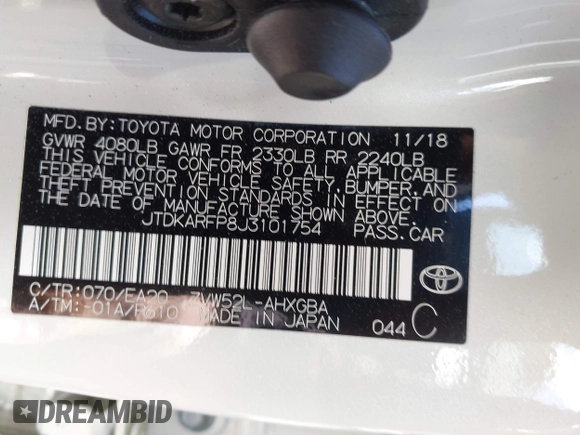 MFD.BY:TOYOTA MOTOR CORPORATION 11/18
GVWR 4080LB GAWR FR 2330LB RR 2240LB
THIS VEHICLE CONFORMS TO ALL APPLICABLE
FEDERAL MOTOR VEHICLE SAFETY,BUMPER,AND
THEFT PREVENTION STANDARDS IN EFFECT ON
THE DATE OF MANUFACTURE SHOWN ABOVE.
JTDKARFP8J3101754 PASS.CAR
C/TR:070/EA20 ZVW52L-AHXGBA
A/TM:-01A/P610 MADE IN JAPAN 044 C
DREAMBID